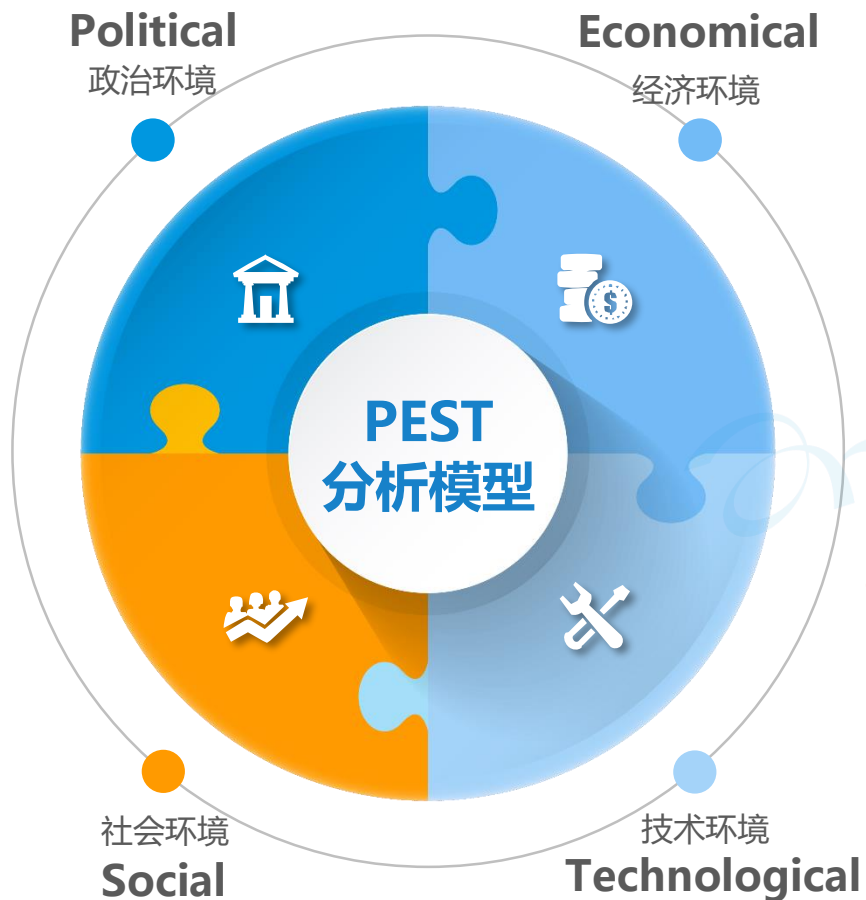 Political
政治环境
Economical
经济环境
PEST
分析模型
社会环境
Social
技术环境
Technological